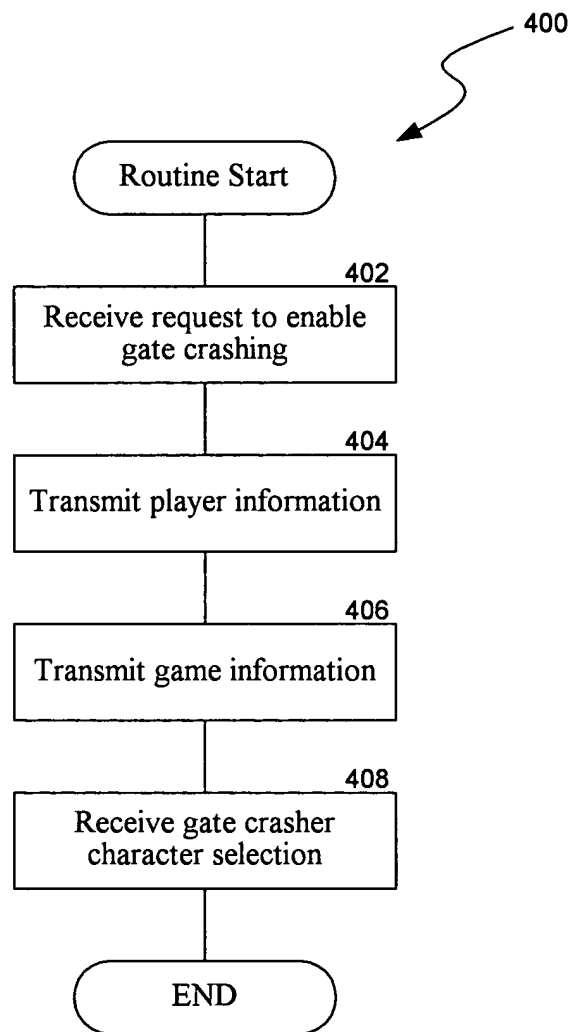 400
Routine Start
402
Receive request to enable
gate crashing
404
Transmit player information
406
Transmit game information
408
Receive gate crasher
character selection
END